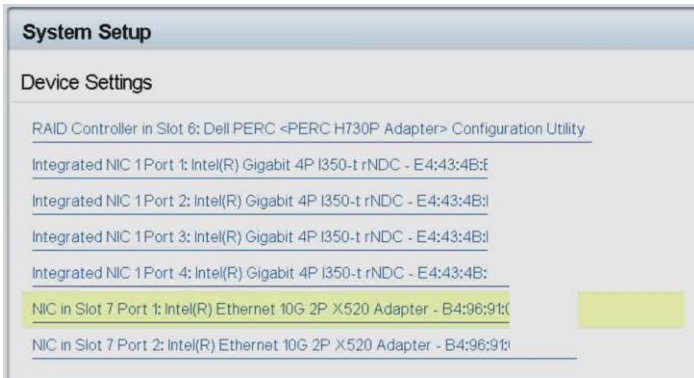 System Setup
Device Settings
RAID Controller in Slot 6: Dell PERC <PERC H730P Adapter> Configuration Utility
Integrated NIC 1 Port 1: Intel(R) Gigabit 4P I350-t rNDC - E4:43:4B:
Integrated NIC 1 Port 2: Intel(R) Gigabit 4P I350-t rNDC - E4:43:4B:
Integrated NIC 1 Port 3: Intel(R) Gigabit 4P I350-t rNDC - E4:43:4B:
Integrated NIC 1 Port 4: Intel(R) Gigabit 4P I350-t rNDC - E4:43:4B:
NIC in Slot 7 Port 1: Intel(R) Ethernet 10G 2P X520 Adapter - B4:96:91:
NIC in Slot 7 Port 2: Intel(R) Ethernet 10G 2P X520 Adapter - B4:96:91: